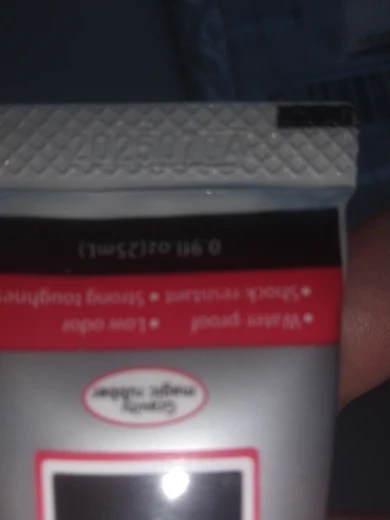 Gravity
magic rubber
•Water proof •Low odor
•Shock-resistant •Strong toughness
0.9fl oz(25mL)